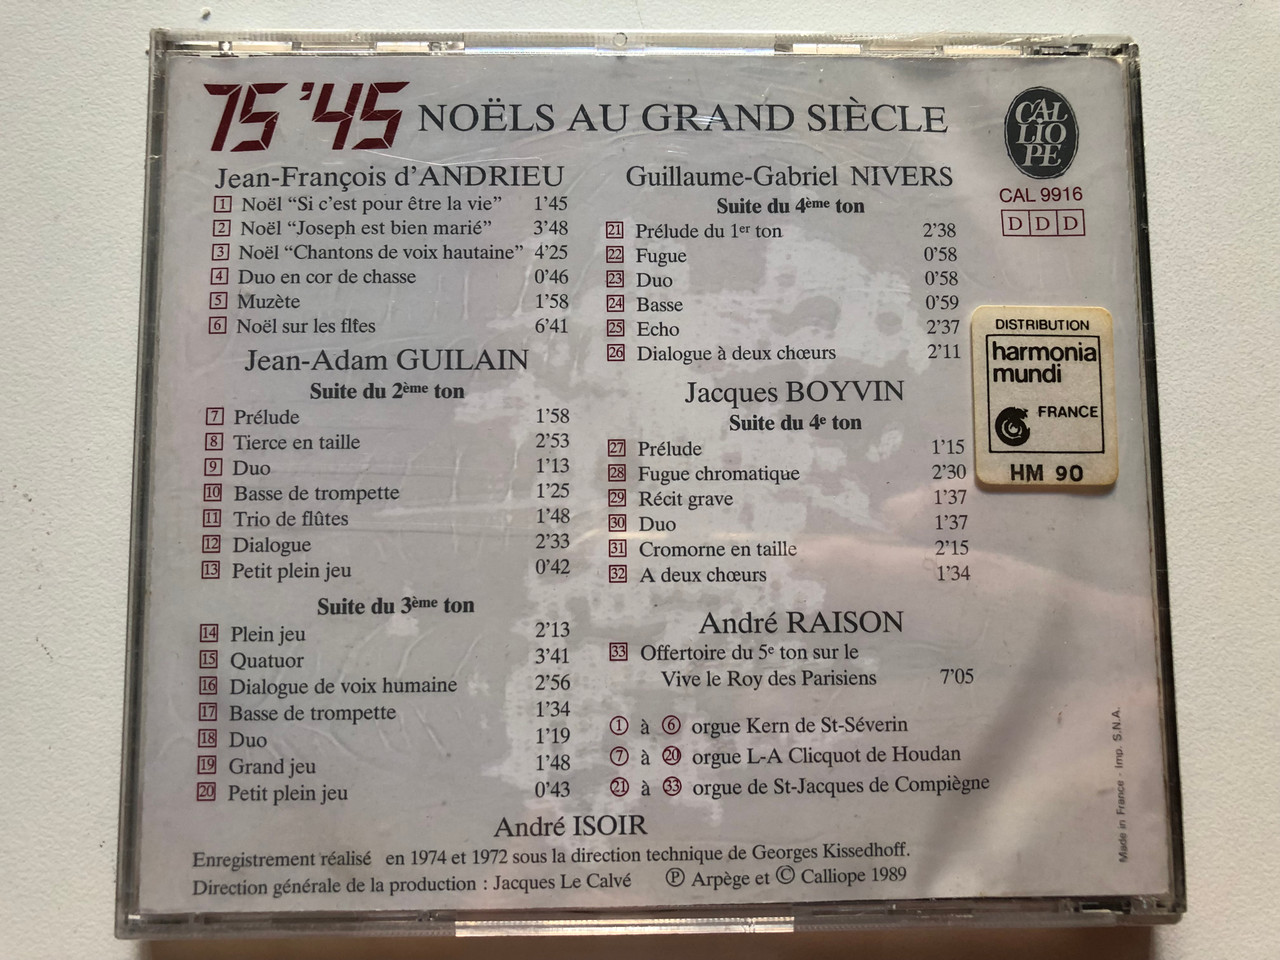 75'45 NOËLS AU GRAND SIÈCLE
CAL
LIO
PE
CAL 9916
D D D
Jean-François d'ANDRIEU
1 Noël “Si c'est pour être la vie” 1'45
2 Noël “Joseph est bien marié” 3'48
3 Noël “Chantons de voix hautaine” 4'25
4 Duo en cor de chasse 0'46
5 Muzète 1'58
6 Noël sur les flfes 6'41
Jean-Adam GUILAIN
Suite du 2ème ton
7 Prélude 1'58
8 Tierce en taille 2'53
9 Duo 1'13
10 Basse de trompette 1'25
11 Trio de flûtes 1'48
12 Dialogue 2'33
13 Petit plein jeu 0'42
Suite du 3ème ton
14 Plein jeu 2'13
15 Quatuor 3'41
16 Dialogue de voix humaine 2'56
17 Basse de trompette 1'34
18 Duo 1'19
19 Grand jeu 1'48
20 Petit plein jeu 0'43
Guillaume-Gabriel NIVERS
Suite du 4ème ton
21 Prélude du 1er ton 2'38
22 Fugue 0'58
23 Duo 0'58
24 Basse 0'59
25 Echo 2'37
26 Dialogue à deux chœurs 2'11
Jacques BOYVIN
Suite du 4e ton
27 Prélude 1'15
28 Fugue chromatique 2'30
29 Récit grave 1'37
30 Duo 1'37
31 Cromorne en taille 2'15
32 A deux chœurs 1'34
André RAISON
33 Offertoire du 5e ton sur le
Vive le Roy des Parisiens 7'05
1 à 6 orgue Kern de St-Séverin
7 à 20 orgue L-A Clicquot de Houdan
21 à 33 orgue de St-Jacques de Compiègne
DISTRIBUTION
harmonia
mundi
FRANCE
HM 90
André ISOIR
Enregistrement réalisé en 1974 et 1972 sous la direction technique de Georges Kissedhoff.
Direction générale de la production : Jacques Le Calvé ℗ Arpège et © Calliope 1989
Made in France - Imp. S.N.A.